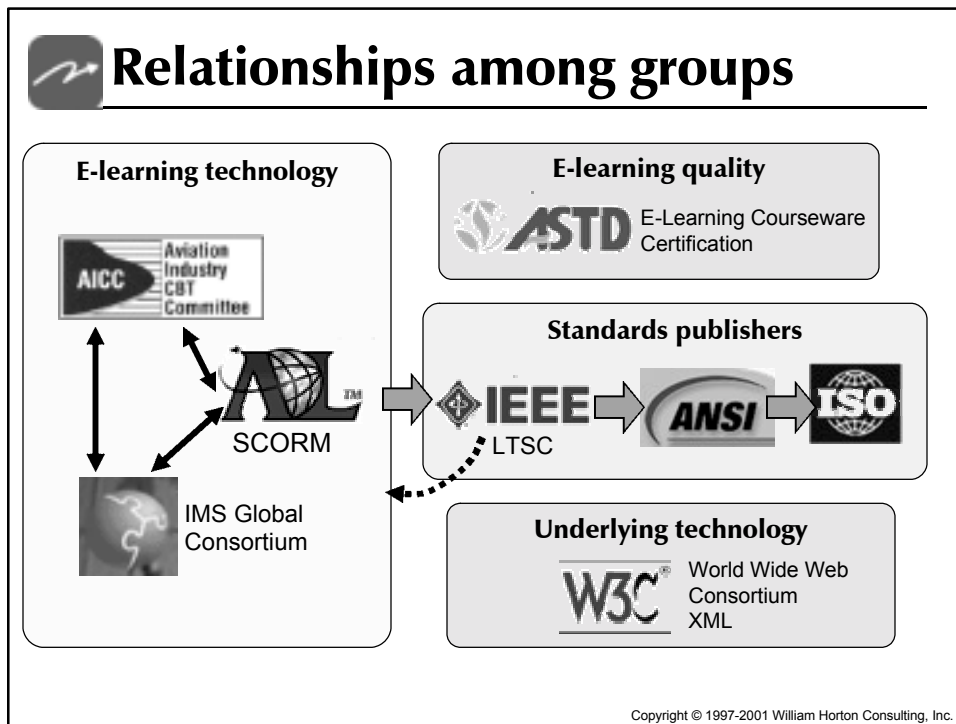 Relationships among groups
E-learning technology
AICC
Aviation
Industry
CBT
Committee
ADL TM
SCORM
IMS Global
Consortium
E-learning quality
ASTD
E-Learning Courseware
Certification
Standards publishers
IEEE
LTSC
ANSI
ISO
Underlying technology
W3C®
World Wide Web
Consortium
XML
Copyright © 1997-2001 William Horton Consulting, Inc.